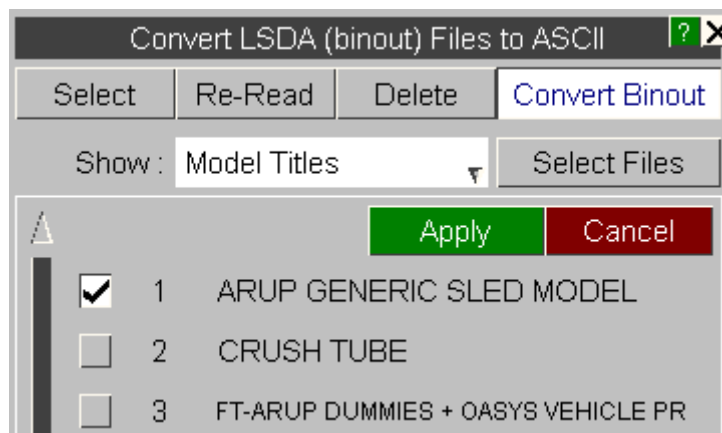 Convert LSDA (binout) Files to ASCII ? X
Select Re-Read Delete Convert Binout
Show : Model Titles Select Files
Apply Cancel
1 ARUP GENERIC SLED MODEL
2 CRUSH TUBE
3 FT-ARUP DUMMIES + OASYS VEHICLE PR